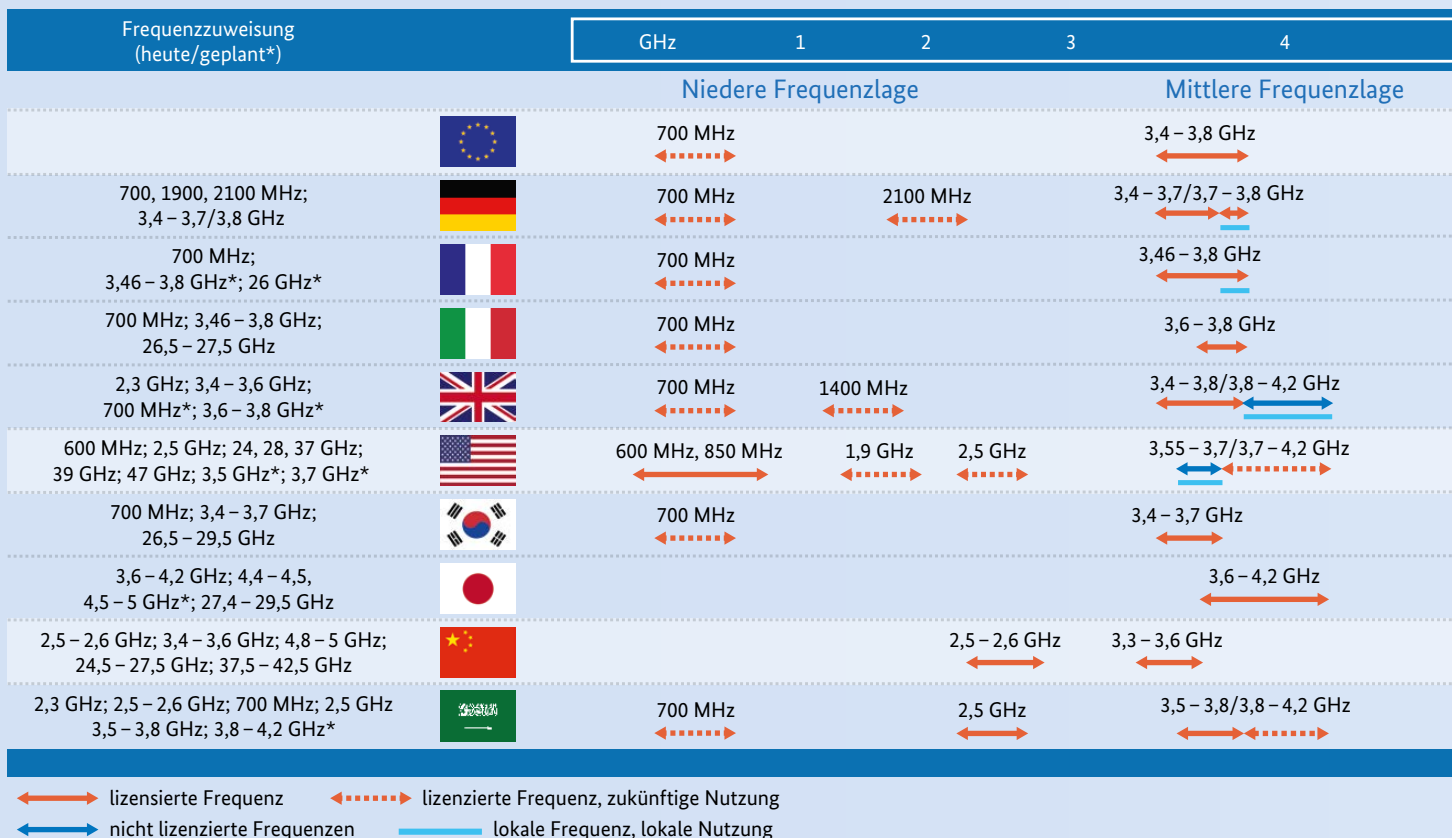 Frequenzzuweisung
(heute/geplant*)
GHz 1 2 3 4
Niedere Frequenzlage Mittlere Frequenzlage
700 MHz 3,4 – 3,8 GHz
700, 1900, 2100 MHz;
3,4 – 3,7/3,8 GHz
700 MHz 2100 MHz 3,4 – 3,7/3,7 – 3,8 GHz
700 MHz;
3,46 – 3,8 GHz*; 26 GHz*
700 MHz 3,46 – 3,8 GHz
700 MHz; 3,46 – 3,8 GHz;
26,5 – 27,5 GHz
700 MHz 3,6 – 3,8 GHz
2,3 GHz; 3,4 – 3,6 GHz;
700 MHz*; 3,6 – 3,8 GHz*
700 MHz 1400 MHz 3,4 – 3,8/3,8 – 4,2 GHz
600 MHz; 2,5 GHz; 24, 28, 37 GHz;
39 GHz; 47 GHz; 3,5 GHz*; 3,7 GHz*
600 MHz, 850 MHz 1,9 GHz 2,5 GHz 3,55 – 3,7/3,7 – 4,2 GHz
700 MHz; 3,4 – 3,7 GHz;
26,5 – 29,5 GHz
700 MHz 3,4 – 3,7 GHz
3,6 – 4,2 GHz; 4,4 – 4,5,
4,5 – 5 GHz*; 27,4 – 29,5 GHz
3,6 – 4,2 GHz
2,5 – 2,6 GHz; 3,4 – 3,6 GHz; 4,8 – 5 GHz;
24,5 – 27,5 GHz; 37,5 – 42,5 GHz
2,5 – 2,6 GHz 3,3 – 3,6 GHz
2,3 GHz; 2,5 – 2,6 GHz; 700 MHz; 2,5 GHz
3,5 – 3,8 GHz; 3,8 – 4,2 GHz*
700 MHz 2,5 GHz 3,5 – 3,8/3,8 – 4,2 GHz
lizensierte Frequenz lizenzierte Frequenz, zukünftige Nutzung
nicht lizenzierte Frequenzen lokale Frequenz, lokale Nutzung